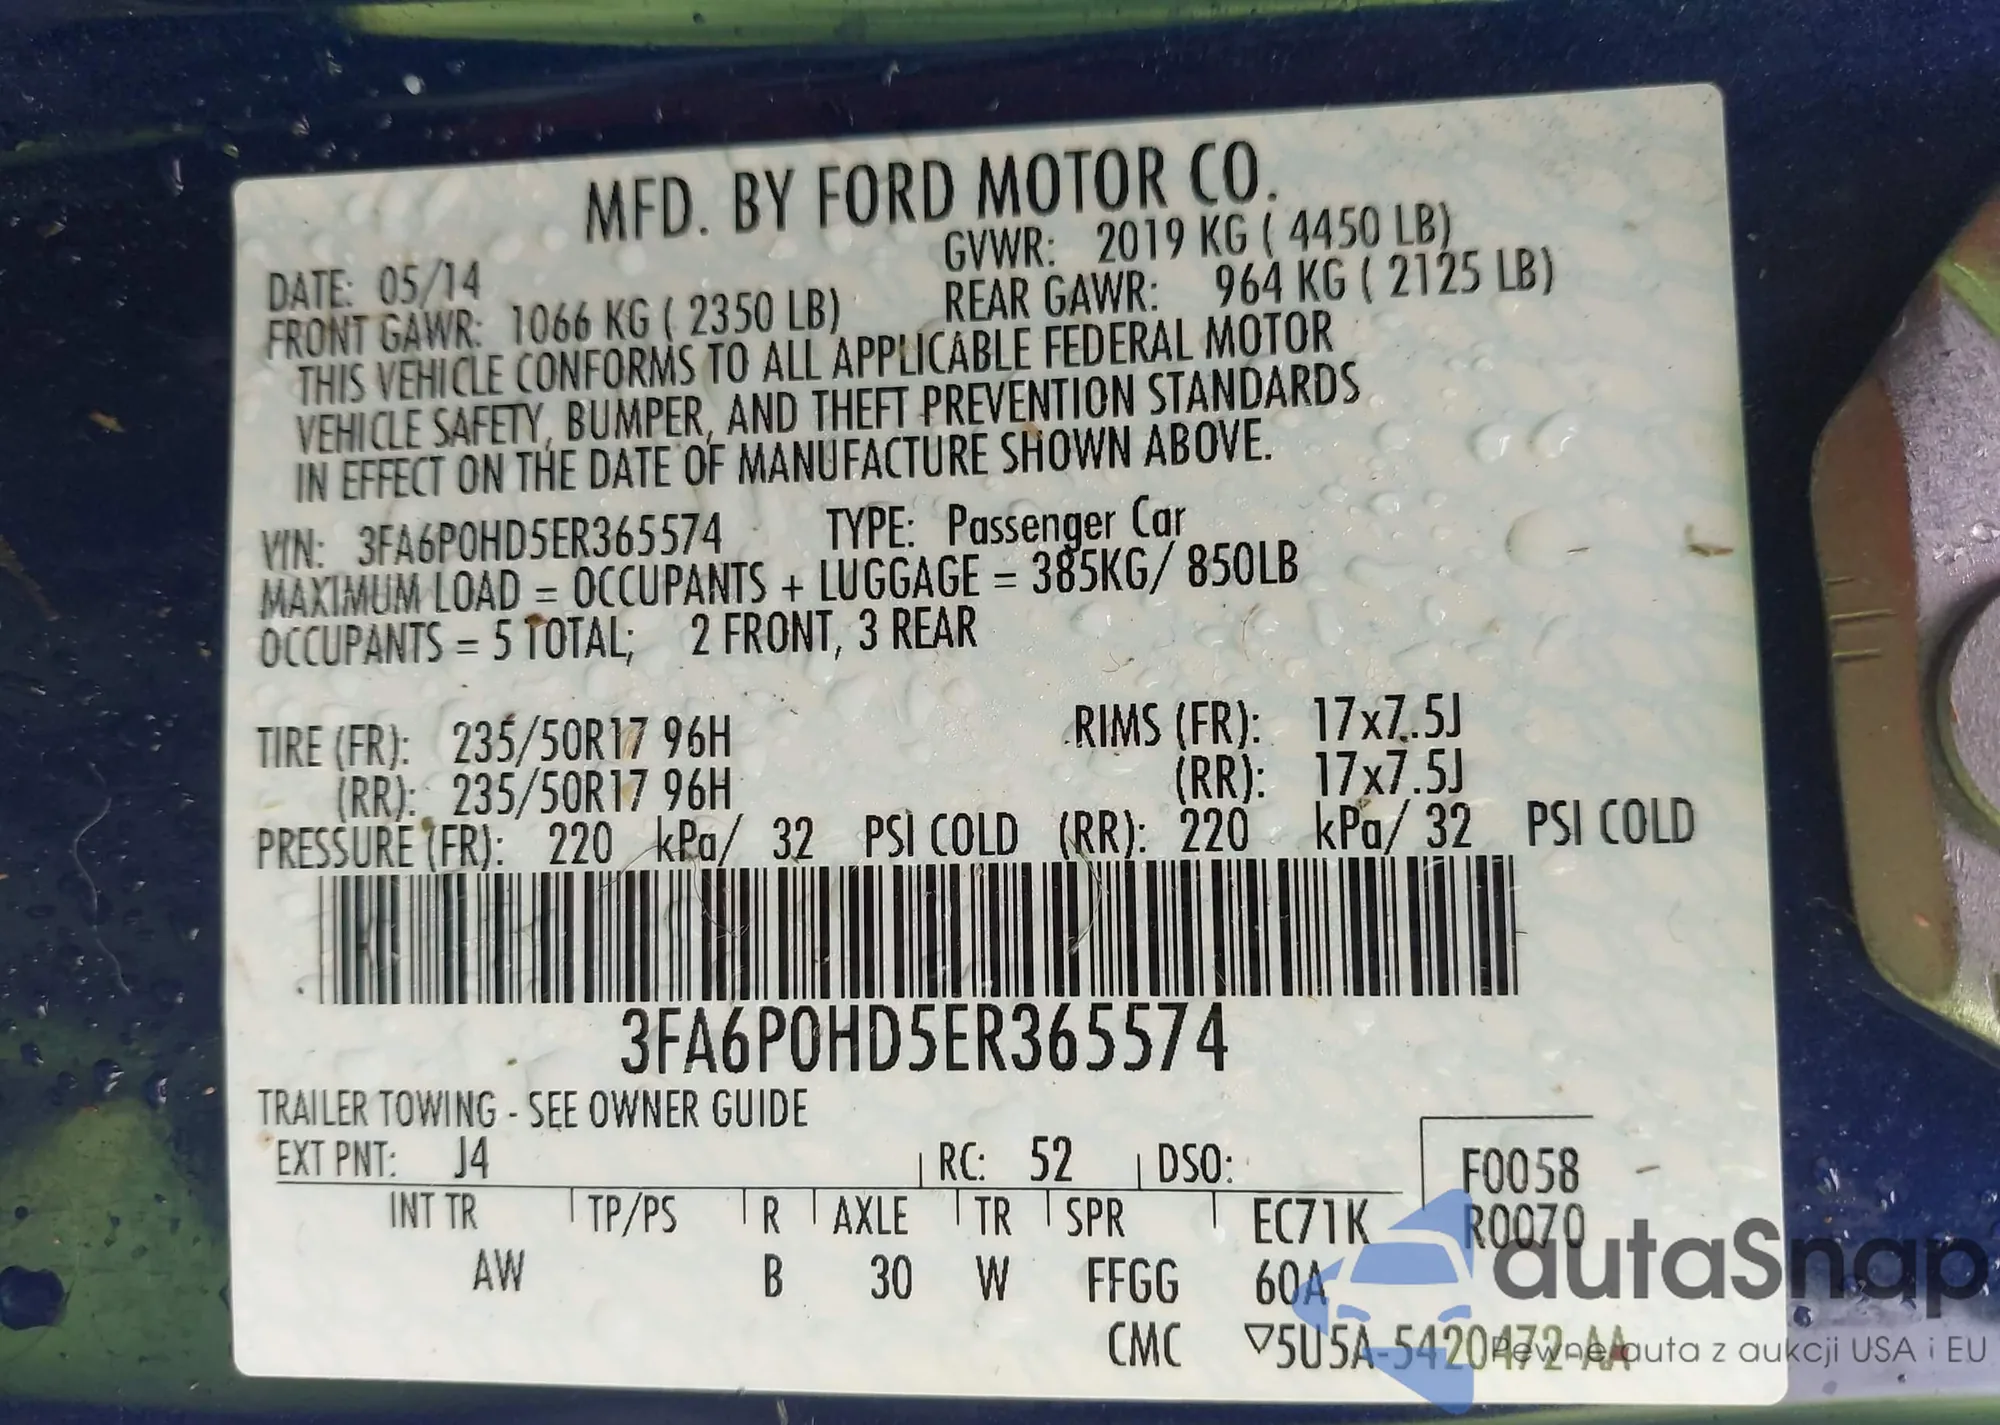 MFD. BY FORD MOTOR CO.
DATE: 05/14 GVWR: 2019 KG ( 4450 LB)
FRONT GAWR: 1066 KG ( 2350 LB) REAR GAWR: 964 KG ( 2125 LB)
THIS VEHICLE CONFORMS TO ALL APPLICABLE FEDERAL MOTOR
VEHICLE SAFETY, BUMPER, AND THEFT PREVENTION STANDARDS
IN EFFECT ON THE DATE OF MANUFACTURE SHOWN ABOVE.
VIN: 3FA6P0HD5ER365574 TYPE: Passenger Car
MAXIMUM LOAD = OCCUPANTS + LUGGAGE = 385KG/ 850LB
OCCUPANTS = 5 TOTAL; 2 FRONT, 3 REAR
TIRE (FR): 235/50R17 96H RIMS (FR): 17x7.5J
(RR): 235/50R17 96H (RR): 17x7.5J
PRESSURE (FR): 220 kPa/ 32 PSI COLD (RR): 220 kPa/ 32 PSI COLD
3FA6P0HD5ER365574
TRAILER TOWING - SEE OWNER GUIDE
EXT PNT: J4 RC: 52 DSO: F0058
INT TR TP/PS R AXLE TR SPR EC71K R0070
AW B 30 W FFGG 60A
CMC ▽5U5A-5420472-AA
autaSnap
Pewne auta z aukcji USA i EU